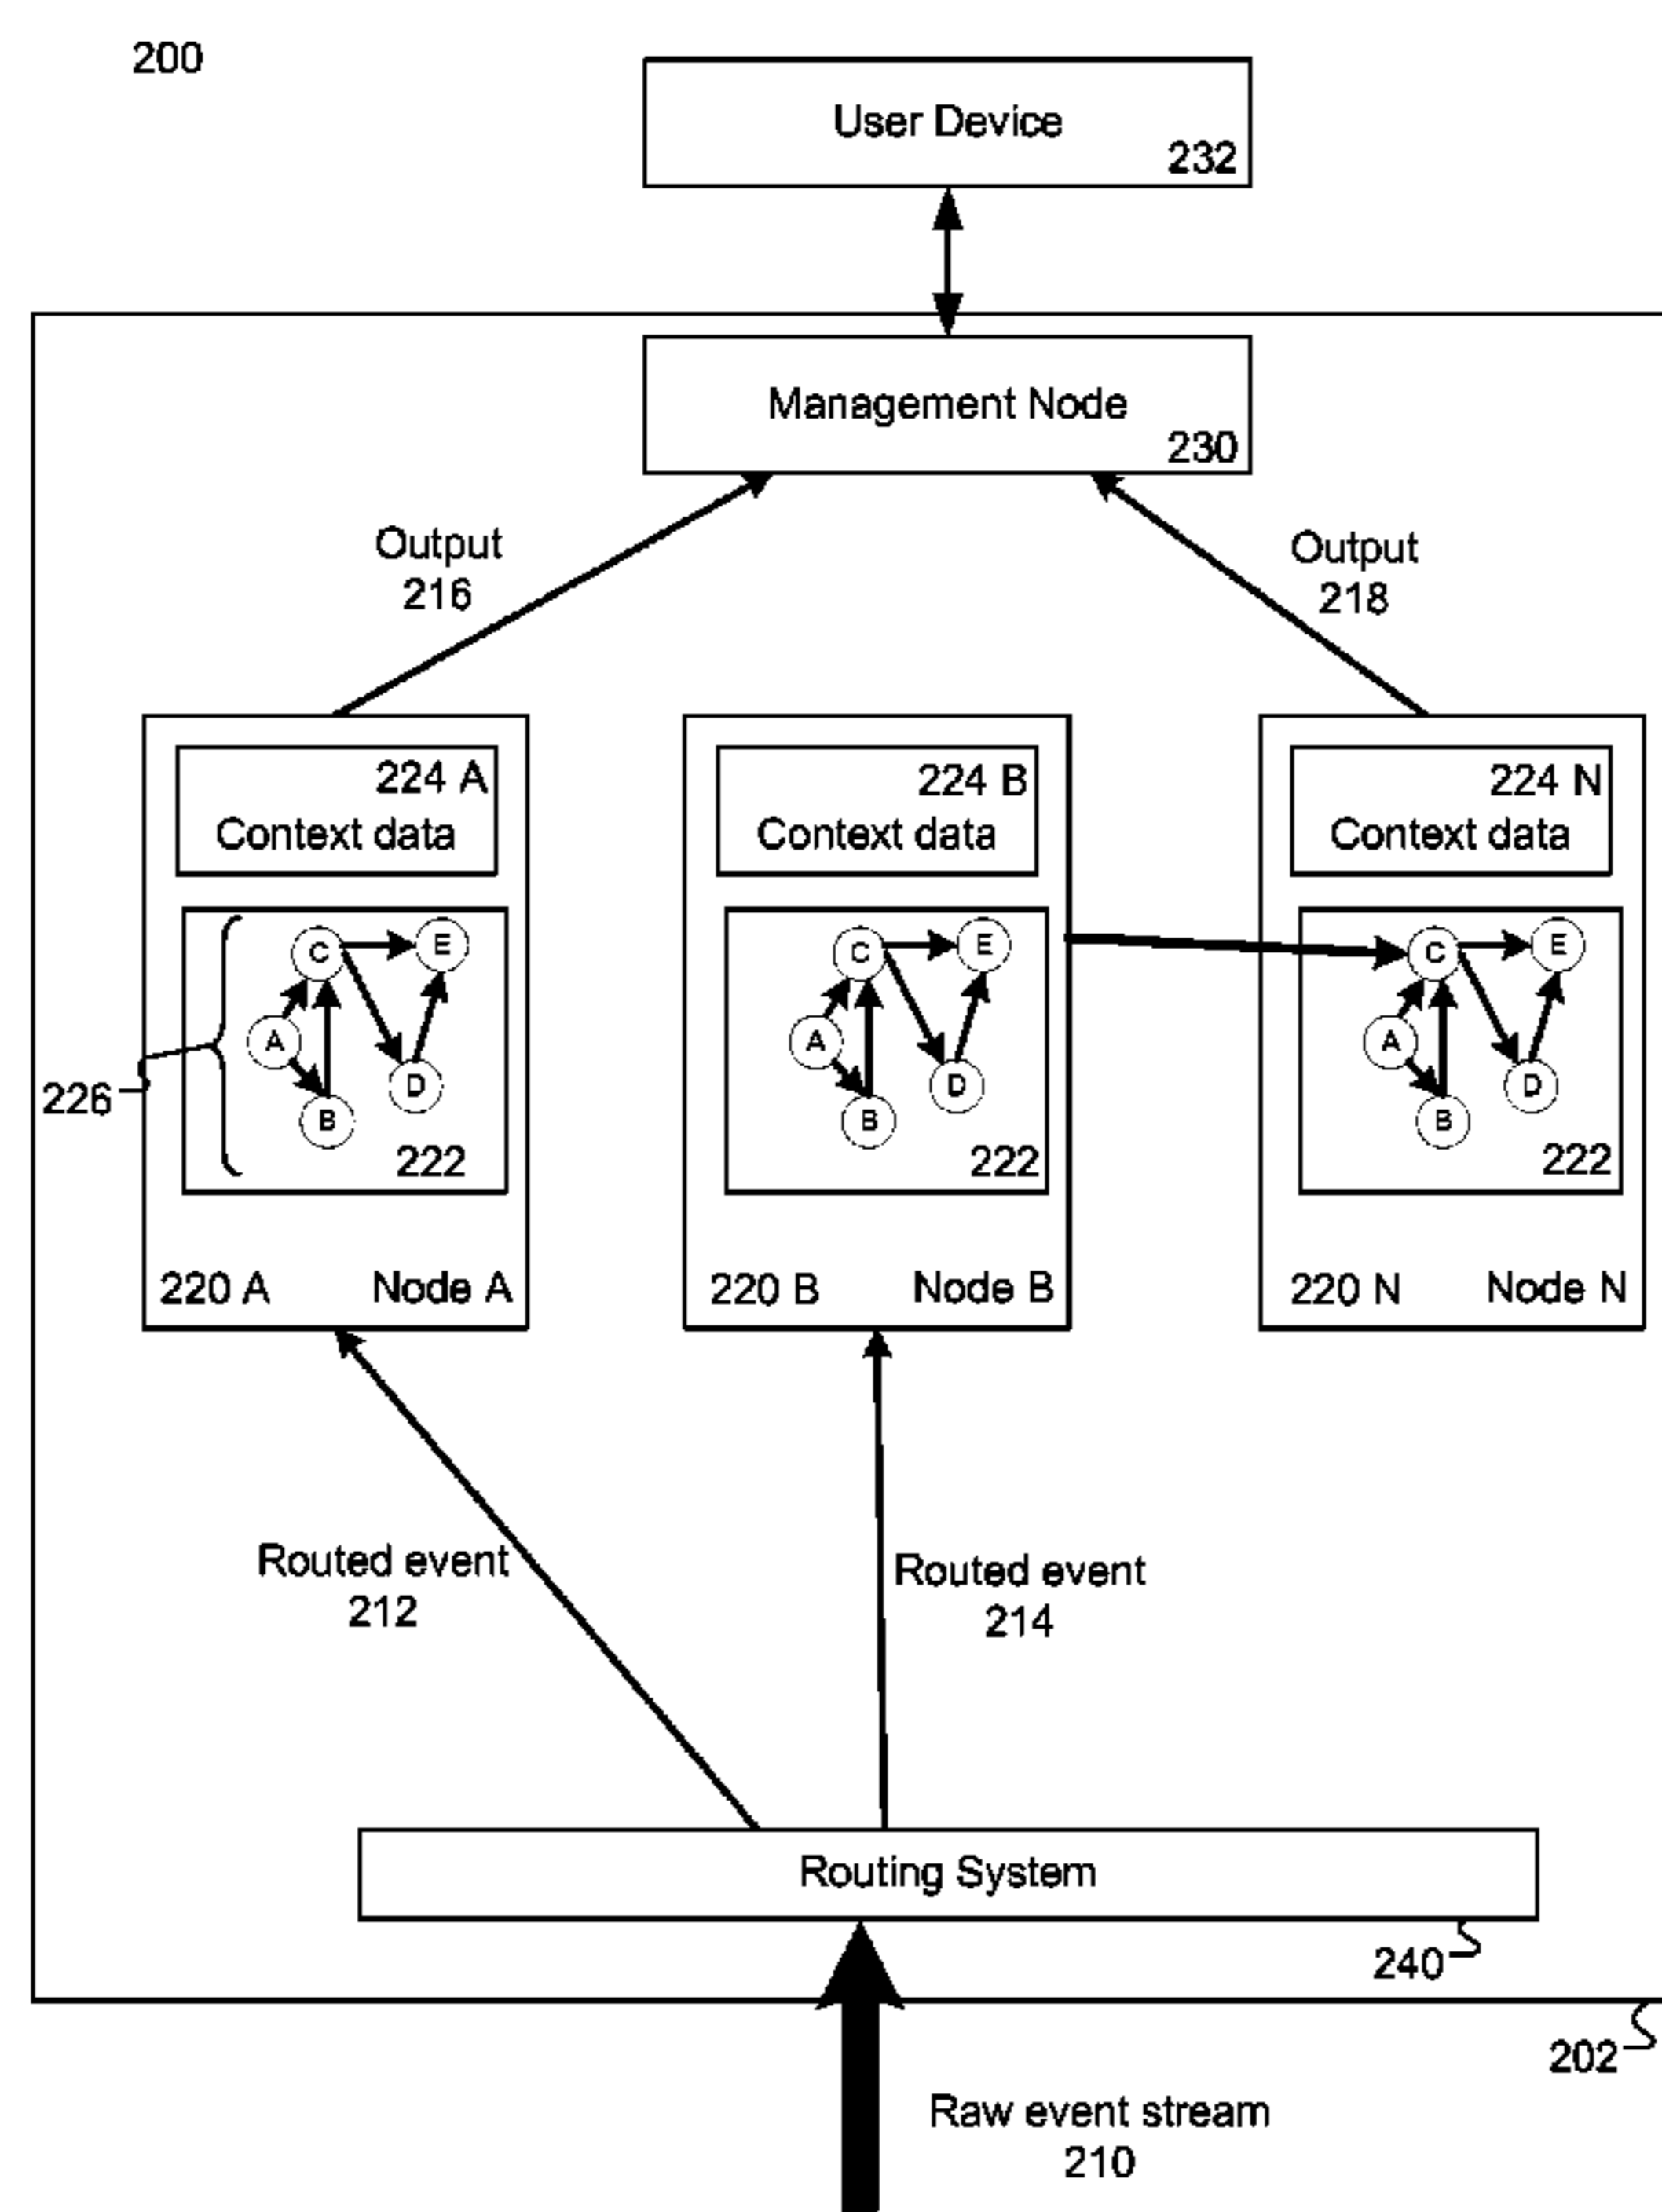 200
User Device
232
Management Node
230
Output
216
Output
218
224 A
Context data
224 B
Context data
224 N
Context data
C
E
A
D
B
222
C
E
A
D
B
222
C
E
A
D
B
222
226
220 A Node A
220 B Node B
220 N Node N
Routed event
212
Routed event
214
Routing System
240
202
Raw event stream
210